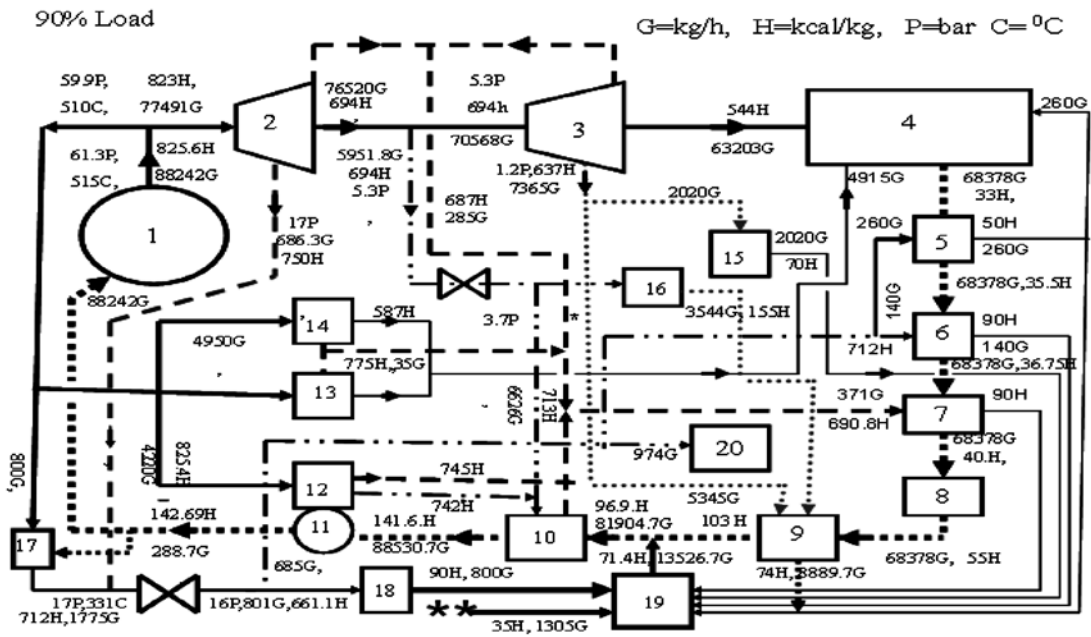 90% Load
G=kg/h, H=kcal/kg, P=bar C=⁰C
59.9P, 823H,
510C, 77491G
2
76520G
694H,
5.3P
694h
70568G
3
544H
63203G
4
260G
61.3P, 825.6H
515C, 88242G
1
5951.8G
694H
5.3P
1.2P,637H
7365G
4915G
68378G
33H,
17P
686.3G
750H
687H
285G
2020G
15
2020G
70H
260G
5
50H
260G
88242G
16
3544G, 155H
140G
68378G,35.5H
3.7P
*
4950G
14
587H
712H
6
90H
140G
775H,35G
68378G,36.75H
13
6626G
713H
371G
690.8H
7
90H
20
974G
68378G
40.H,
800G,
4220G
825.4H
745H
12
742H
5345G
8
142.69H
11
141.6.H
96.9.H
81904.7G
103 H
17
288.7G
88530.7G
10
71.4H,13526.7G
9
68378G, 55H
685G,
90H, 800G
74H, 8889.7G
17P,331C
712H,1775G
16P,801G,661.1H
18
**
35H, 1305G
19